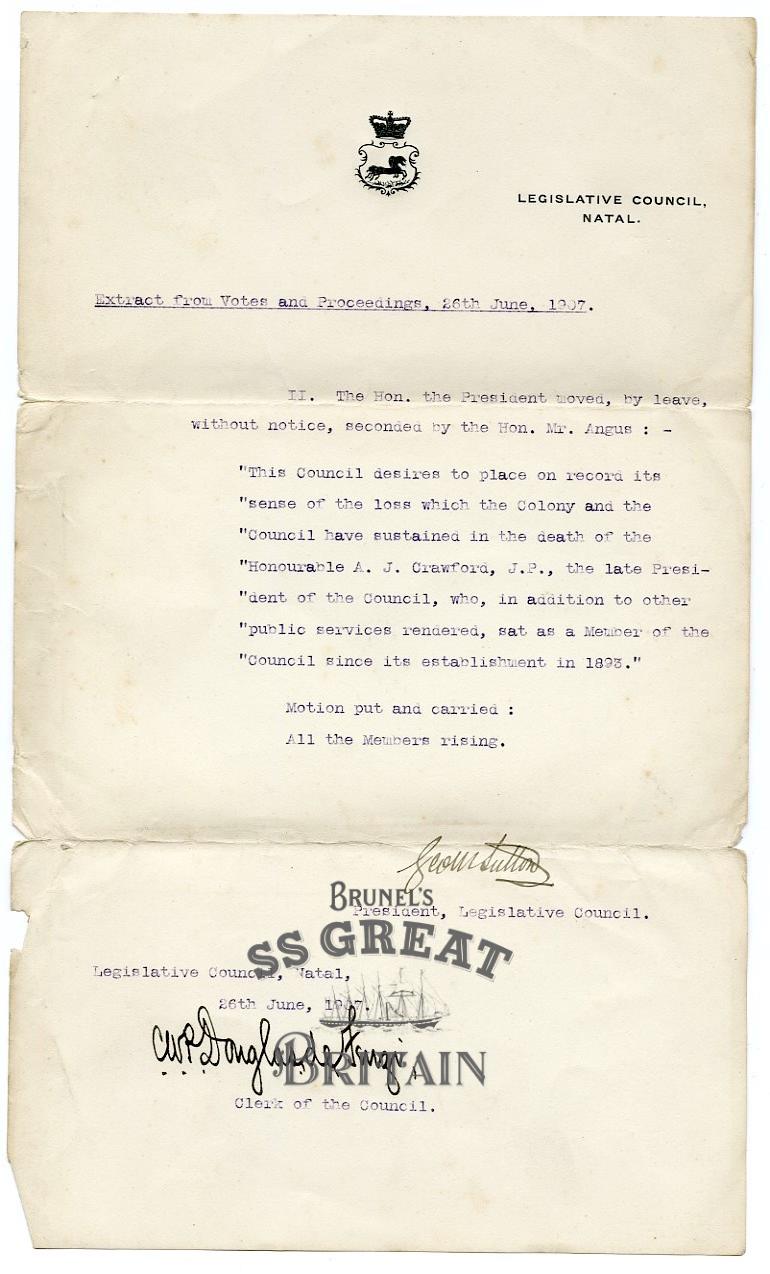 LEGISLATIVE COUNCIL,
NATAL.
Extract from Votes and Proceedings, 26th June, 1907.
II. The Hon. the President moved, by leave,
without notice, seconded by the Hon. Mr. Angus : -
"This Council desires to place on record its
"sense of the loss which the Colony and the
"Council have sustained in the death of the
"Honourable A. J. Crawford, J.P., the late Presi-
"dent of the Council, who, in addition to other
"public services rendered, sat as a Member of the
"Council since its establishment in 1893."
Motion put and carried :
All the Members rising.
Geo M Sutton
President, Legislative Council.
BRUNEL'S
SS GREAT
BRITAIN
Legislative Council, Natal,
26th June, 1907.
C.W.P. Douglas de Fenzi,
Clerk of the Council.